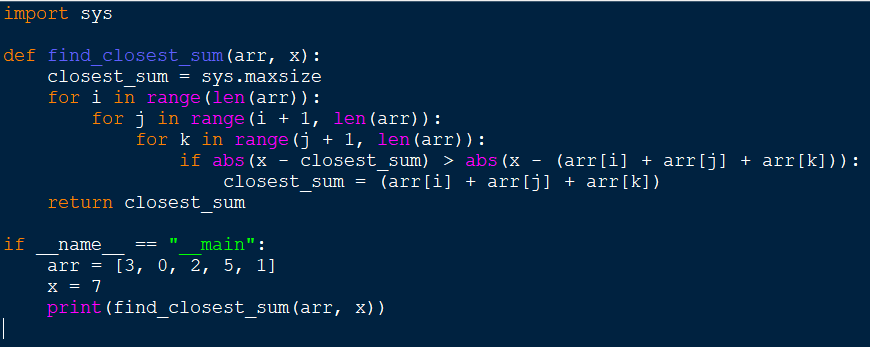 import sys

def find_closest_sum(arr, x):
    closest_sum = sys.maxsize
    for i in range(len(arr)):
        for j in range(i + 1, len(arr)):
            for k in range(j + 1, len(arr)):
                if abs(x - closest_sum) > abs(x - (arr[i] + arr[j] + arr[k])):
                    closest_sum = (arr[i] + arr[j] + arr[k])
    return closest_sum

if __name__ == "__main":
    arr = [3, 0, 2, 5, 1]
    x = 7
    print(find_closest_sum(arr, x))